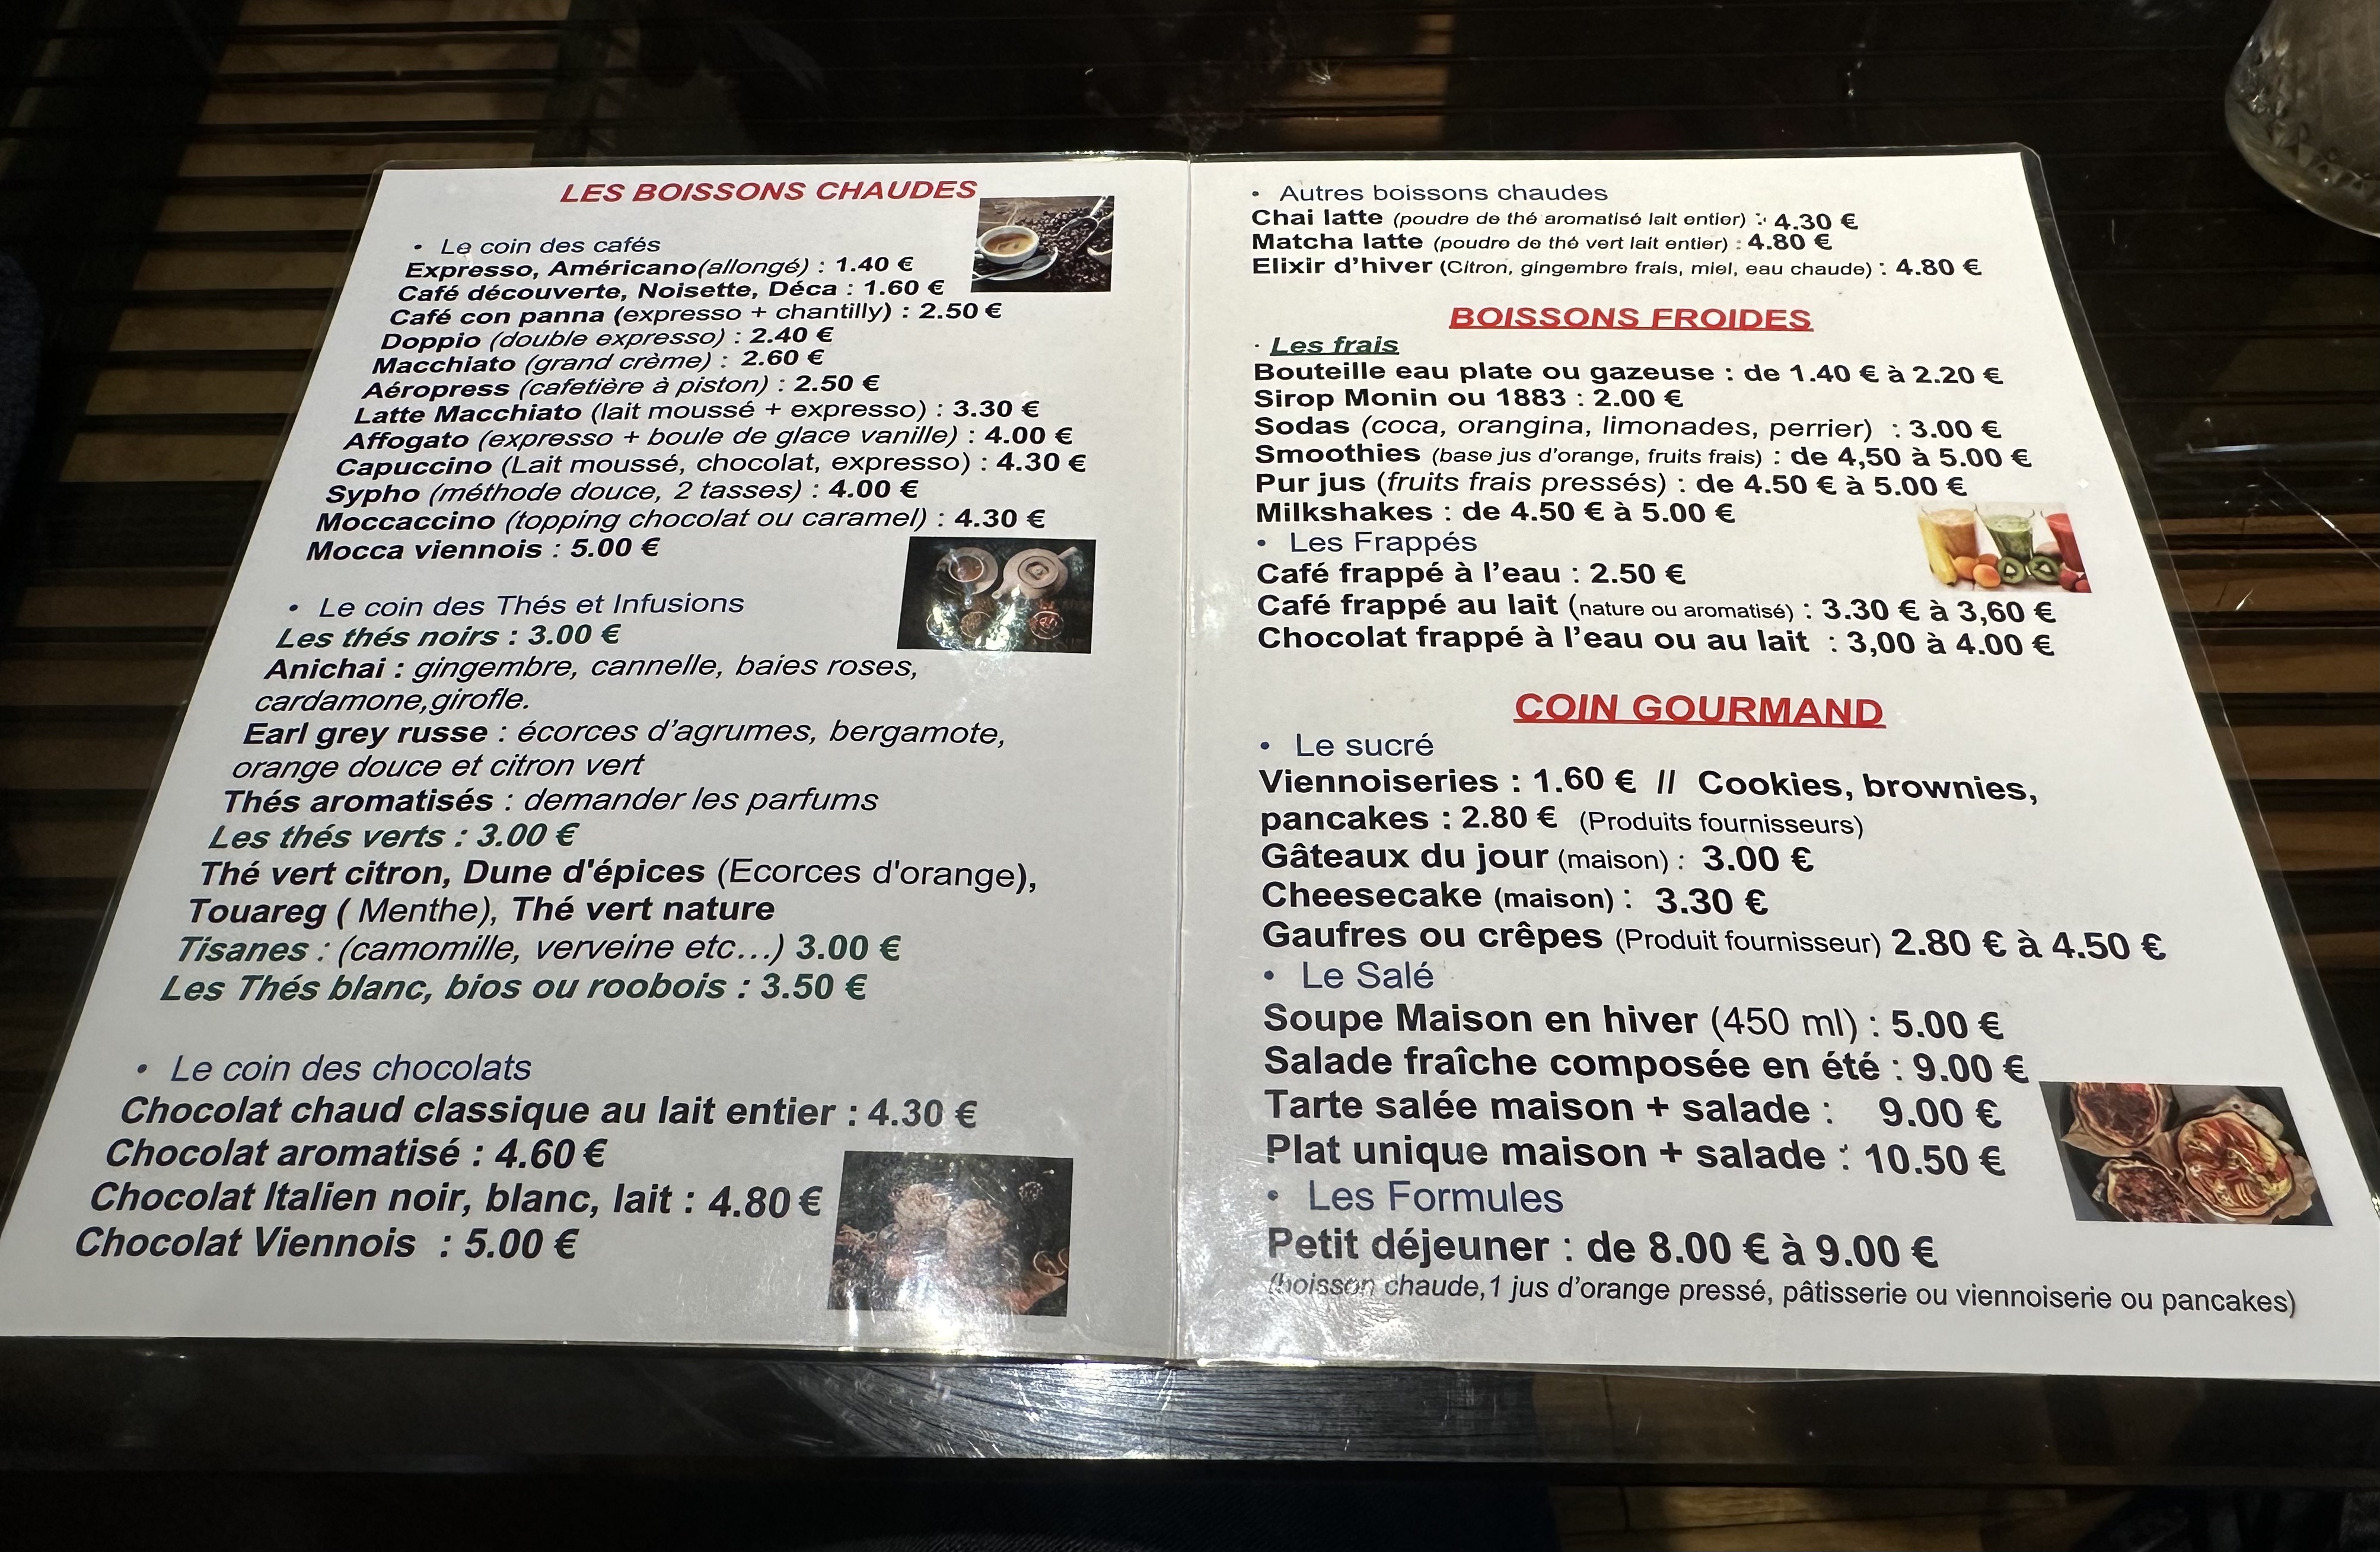 LES BOISSONS CHAUDES
• Le coin des cafés
Expresso, Américano(allongé) : 1.40 €
Café découverte, Noisette, Déca : 1.60 €
Café con panna (expresso + chantilly) : 2.50 €
Doppio (double expresso) : 2.40 €
Macchiato (grand crème) : 2.60 €
Aéropress (cafetière à piston) : 2.50 €
Latte Macchiato (lait moussé + expresso) : 3.30 €
Affogato (expresso + boule de glace vanille) : 4.00 €
Capuccino (Lait moussé, chocolat, expresso) : 4.30 €
Sypho (méthode douce, 2 tasses) : 4.00 €
Moccaccino (topping chocolat ou caramel) : 4.30 €
Mocca viennois : 5.00 €
• Le coin des Thés et Infusions
Les thés noirs : 3.00 €
Anichai : gingembre, cannelle, baies roses,
cardamone,girofle.
Earl grey russe : écorces d'agrumes, bergamote,
orange douce et citron vert
Thés aromatisés : demander les parfums
Les thés verts : 3.00 €
Thé vert citron, Dune d'épices (Ecorces d'orange),
Touareg ( Menthe), Thé vert nature
Tisanes : (camomille, verveine etc...) 3.00 €
Les Thés blanc, bios ou roobois : 3.50 €
• Le coin des chocolats
Chocolat chaud classique au lait entier : 4.30 €
Chocolat aromatisé : 4.60 €
Chocolat Italien noir, blanc, lait : 4.80 €
Chocolat Viennois : 5.00 €
• Autres boissons chaudes
Chai latte (poudre de thé aromatisé lait entier) : 4.30 €
Matcha latte (poudre de thé vert lait entier) : 4.80 €
Elixir d'hiver (Citron, gingembre frais, miel, eau chaude) : 4.80 €
BOISSONS FROIDES
· Les frais
Bouteille eau plate ou gazeuse : de 1.40 € à 2.20 €
Sirop Monin ou 1883 : 2.00 €
Sodas (coca, orangina, limonades, perrier) : 3.00 €
Smoothies (base jus d'orange, fruits frais) : de 4,50 à 5.00 €
Pur jus (fruits frais pressés) : de 4.50 € à 5.00 €
Milkshakes : de 4.50 € à 5.00 €
• Les Frappés
Café frappé à l'eau : 2.50 €
Café frappé au lait (nature ou aromatisé) : 3.30 € à 3,60 €
Chocolat frappé à l'eau ou au lait : 3,00 à 4.00 €
COIN GOURMAND
• Le sucré
Viennoiseries : 1.60 € // Cookies, brownies,
pancakes : 2.80 € (Produits fournisseurs)
Gâteaux du jour (maison) : 3.00 €
Cheesecake (maison) : 3.30 €
Gaufres ou crêpes (Produit fournisseur) 2.80 € à 4.50 €
• Le Salé
Soupe Maison en hiver (450 ml) : 5.00 €
Salade fraîche composée en été : 9.00 €
Tarte salée maison + salade : 9.00 €
Plat unique maison + salade : 10.50 €
• Les Formules
Petit déjeuner : de 8.00 € à 9.00 €
(boisson chaude,1 jus d'orange pressé, pâtisserie ou viennoiserie ou pancakes)